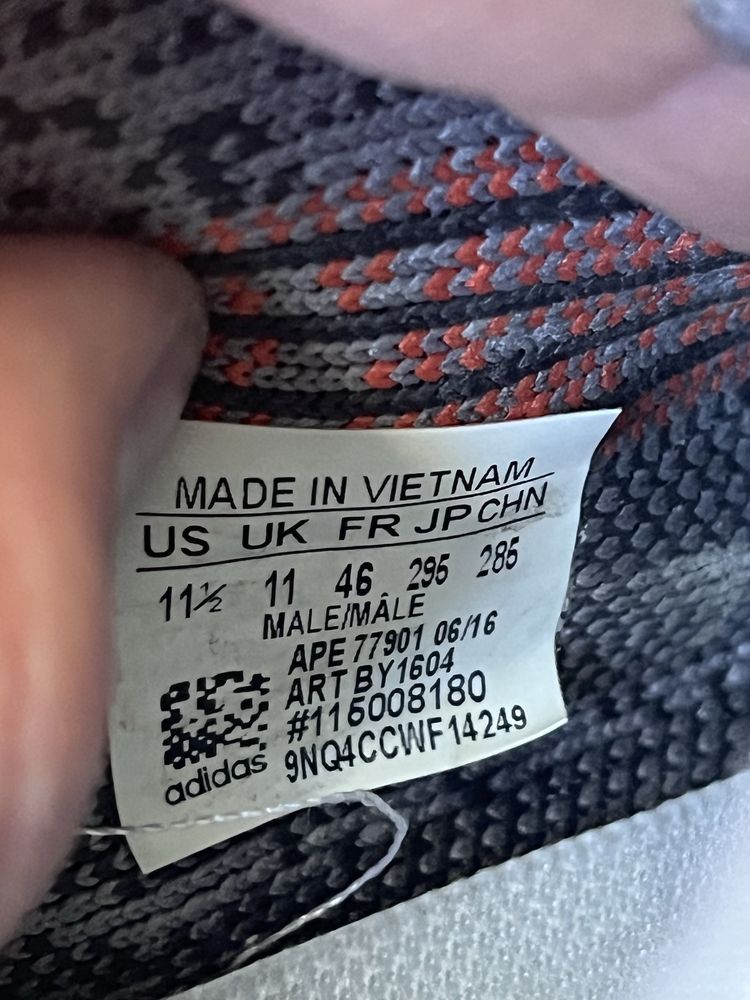 MADE IN VIETNAM
US UK FR JP CHN
11½ 11 46 295 285
MALE/MÂLE
APE 77901 06/16
ART BY1604
#116008180
9NQ4CCWF14249
adidas